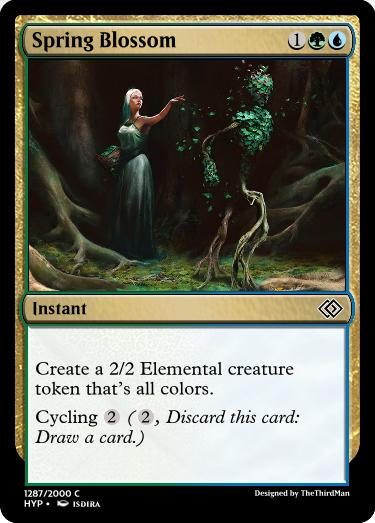 Spring Blossom 1
Instant
Create a 2/2 Elemental creature
token that's all colors.
Cycling 2 ( 2, Discard this card:
Draw a card.)
1287/2000 C
HYP • ISDIRA
Designed by TheThirdMan